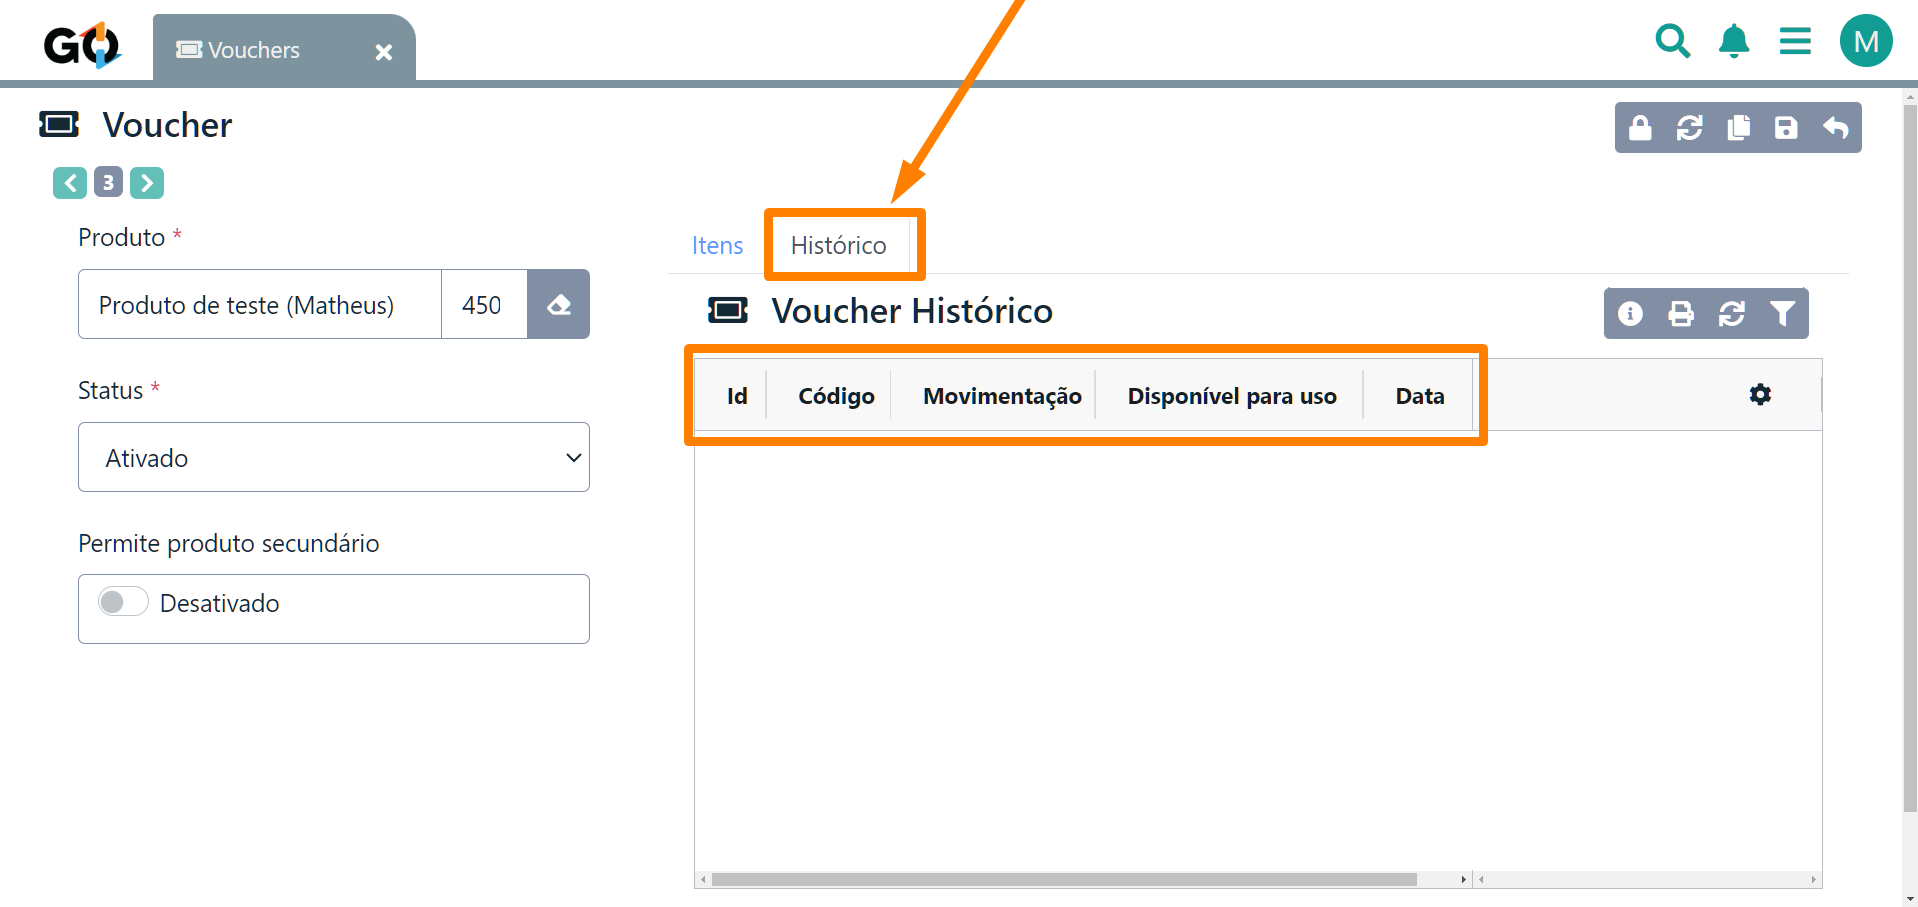 GO
Vouchers
M
Voucher
3
Produto *
Produto de teste (Matheus) 450
Status *
Ativado
Permite produto secundário
Desativado
Itens Histórico
Voucher Histórico
Id Código Movimentação Disponível para uso Data